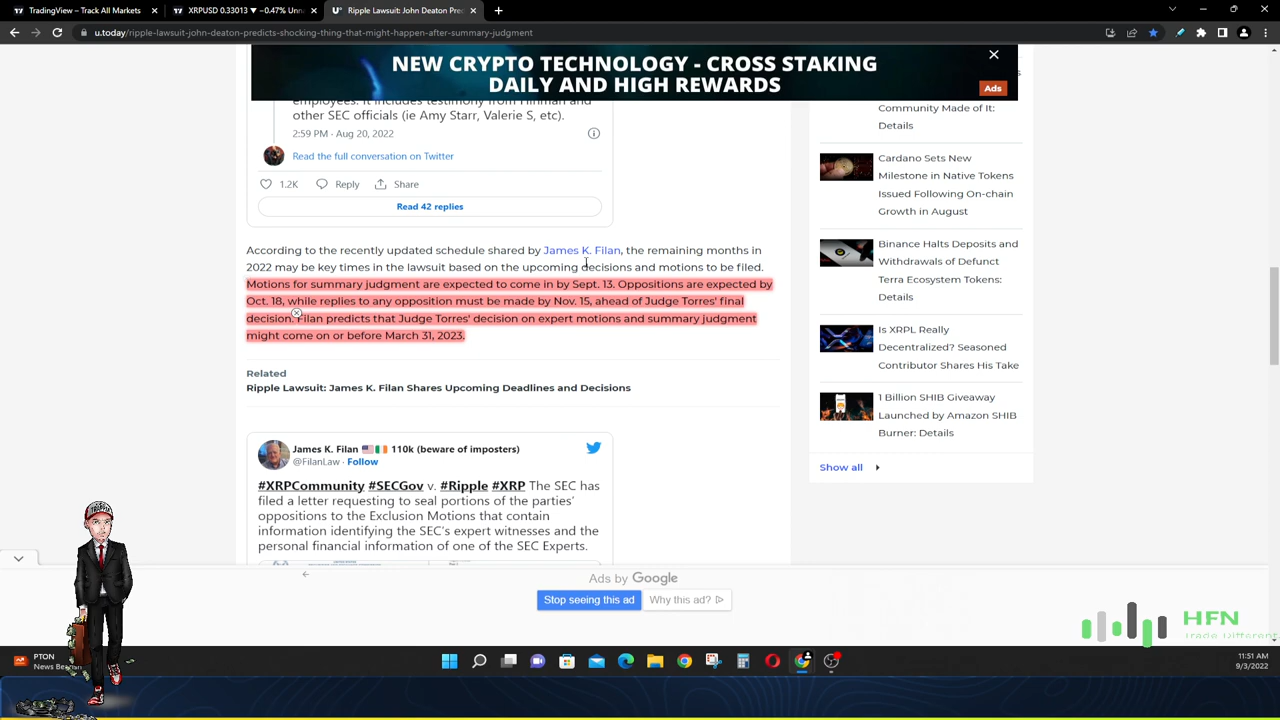 TradingView – Track All Markets
XRPUSD 0.33013 ▼ −0.47% Unn
Ripple Lawsuit: John Deaton Pred
u.today/ripple-lawsuit-john-deaton-predicts-shocking-thing-that-might-happen-after-summary-judgment
NEW CRYPTO TECHNOLOGY - CROSS STAKING
DAILY AND HIGH REWARDS
Ads
employees. It includes testimony from Hinman and
other SEC officials (ie Amy Starr, Valerie S, etc).
2:59 PM - Aug 20, 2022
Read the full conversation on Twitter
1.2K Reply Share
Read 42 replies
According to the recently updated schedule shared by James K. Filan, the remaining months in
2022 may be key times in the lawsuit based on the upcoming decisions and motions to be filed.
Motions for summary judgment are expected to come in by Sept. 13. Oppositions are expected by
Oct. 18, while replies to any opposition must be made by Nov. 15, ahead of Judge Torres' final
decision. Filan predicts that Judge Torres' decision on expert motions and summary judgment
might come on or before March 31, 2023.
Related
Ripple Lawsuit: James K. Filan Shares Upcoming Deadlines and Decisions
James K. Filan 🇺🇸🇮🇪 110k (beware of imposters)
@FilanLaw · Follow
#XRPCommunity #SECGov v. #Ripple #XRP The SEC has
filed a letter requesting to seal portions of the parties'
oppositions to the Exclusion Motions that contain
information identifying the SEC's expert witnesses and the
personal financial information of one of the SEC Experts.
Community Made of It:
Details
Cardano Sets New
Milestone in Native Tokens
Issued Following On-chain
Growth in August
Binance Halts Deposits and
Withdrawals of Defunct
Terra Ecosystem Tokens:
Details
Is XRPL Really
Decentralized? Seasoned
Contributor Shares His Take
1 Billion SHIB Giveaway
Launched by Amazon SHIB
Burner: Details
Show all
Ads by Google
Stop seeing this ad
Why this ad?
HFN
Trade Different
PTON
News
11:51 AM
9/3/2022